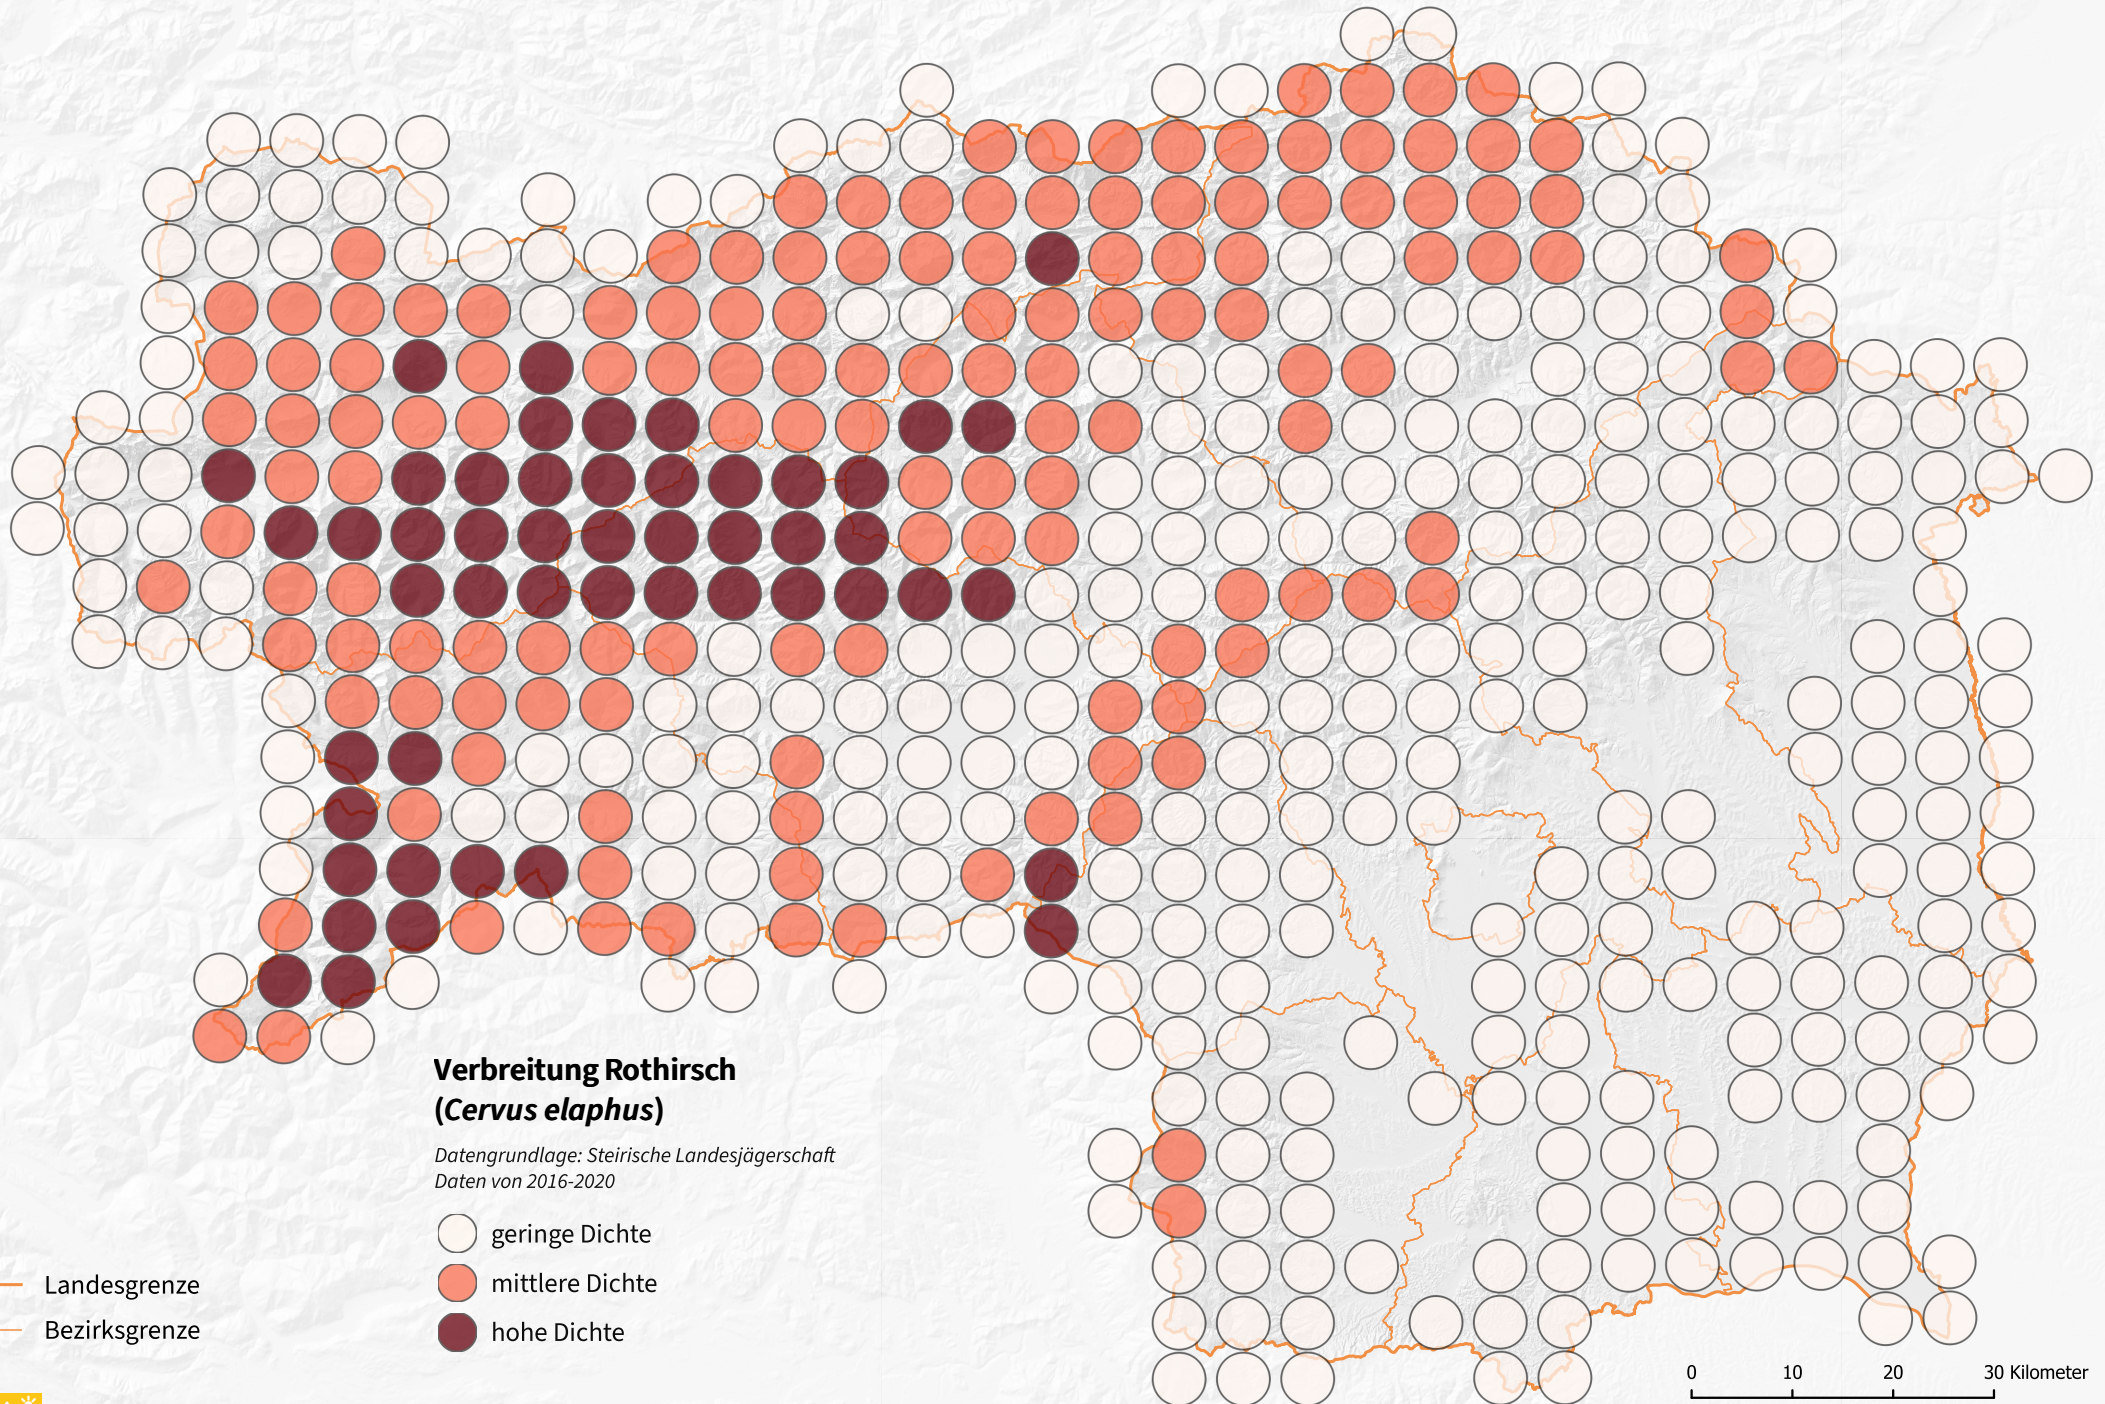 Verbreitung Rothirsch
(Cervus elaphus)
Datengrundlage: Steirische Landesjägerschaft
Daten von 2016-2020
geringe Dichte
mittlere Dichte
hohe Dichte
Landesgrenze
Bezirksgrenze
0 10 20 30 Kilometer